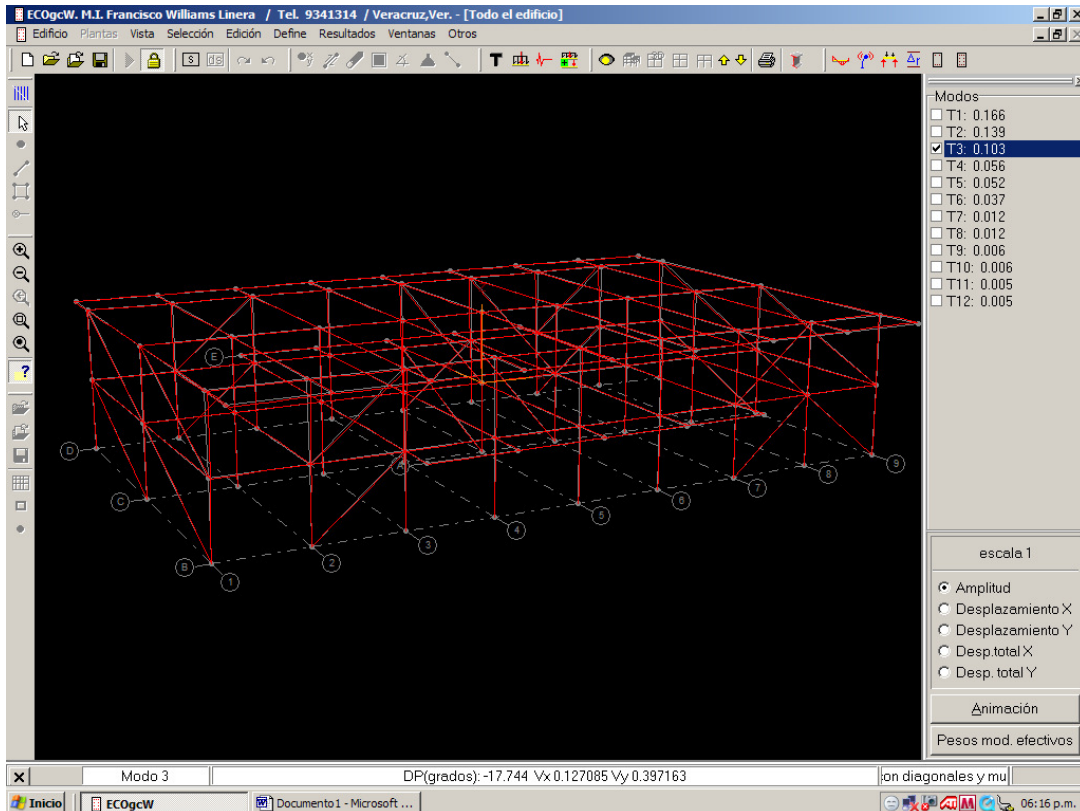 ECOgcW. M.I. Francisco Williams Linera / Tel. 9341314 / Veracruz,Ver. - [Todo el edificio]
Edificio Plantas Vista Selección Edición Define Resultados Ventanas Otros
Modos
T1: 0.166
T2: 0.139
T3: 0.103
T4: 0.056
T5: 0.052
T6: 0.037
T7: 0.012
T8: 0.012
T9: 0.006
T10: 0.006
T11: 0.005
T12: 0.005
E
D
A
C
B
1
2
3
4
5
6
7
8
9
escala 1
Amplitud
Desplazamiento X
Desplazamiento Y
Desp.total X
Desp. total Y
Animación
Pesos mod. efectivos
Modo 3
DP(grados): -17.744 Vx 0.127085 Vy 0.397163
con diagonales y mu
Inicio
ECOgcW
Documento1 - Microsoft ...
06:16 p.m.